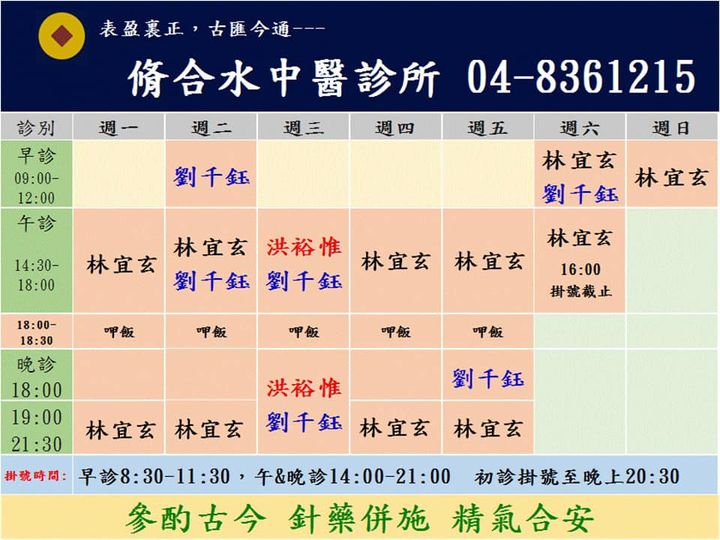 表盈裏正，古匯今通---
脩合水中醫診所 04-8361215
診別 週一 週二 週三 週四 週五 週六 週日
早診
09:00-
12:00
劉千鈺
林宜玄
劉千鈺
林宜玄
午診
14:30-
18:00
林宜玄
林宜玄
劉千鈺
洪裕惟
劉千鈺
林宜玄
林宜玄
林宜玄
16:00
掛號截止
18:00-
18:30
呷飯 呷飯 呷飯 呷飯 呷飯
晚診
18:00
19:00
21:30
林宜玄
林宜玄
洪裕惟
劉千鈺
林宜玄
劉千鈺
林宜玄
掛號時間: 早診8:30-11:30，午&晚診14:00-21:00 初診掛號至晚上20:30
參酌古今 針藥併施 精氣合安